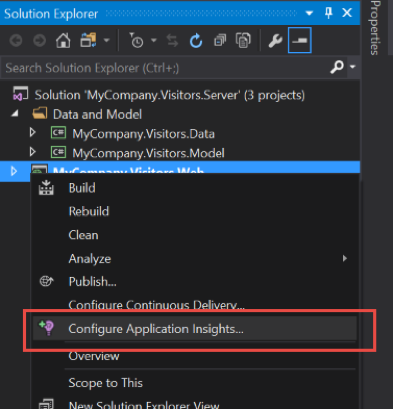 Solution Explorer
Properties
Search Solution Explorer (Ctrl+;)
Solution 'MyCompany.Visitors.Server' (3 projects)
Data and Model
C# MyCompany.Visitors.Data
C# MyCompany.Visitors.Model
MyCompany.Visitors.Web
Build
Rebuild
Clean
Analyze
Publish...
Configure Continuous Delivery...
Configure Application Insights...
Overview
Scope to This
New Solution Explorer View